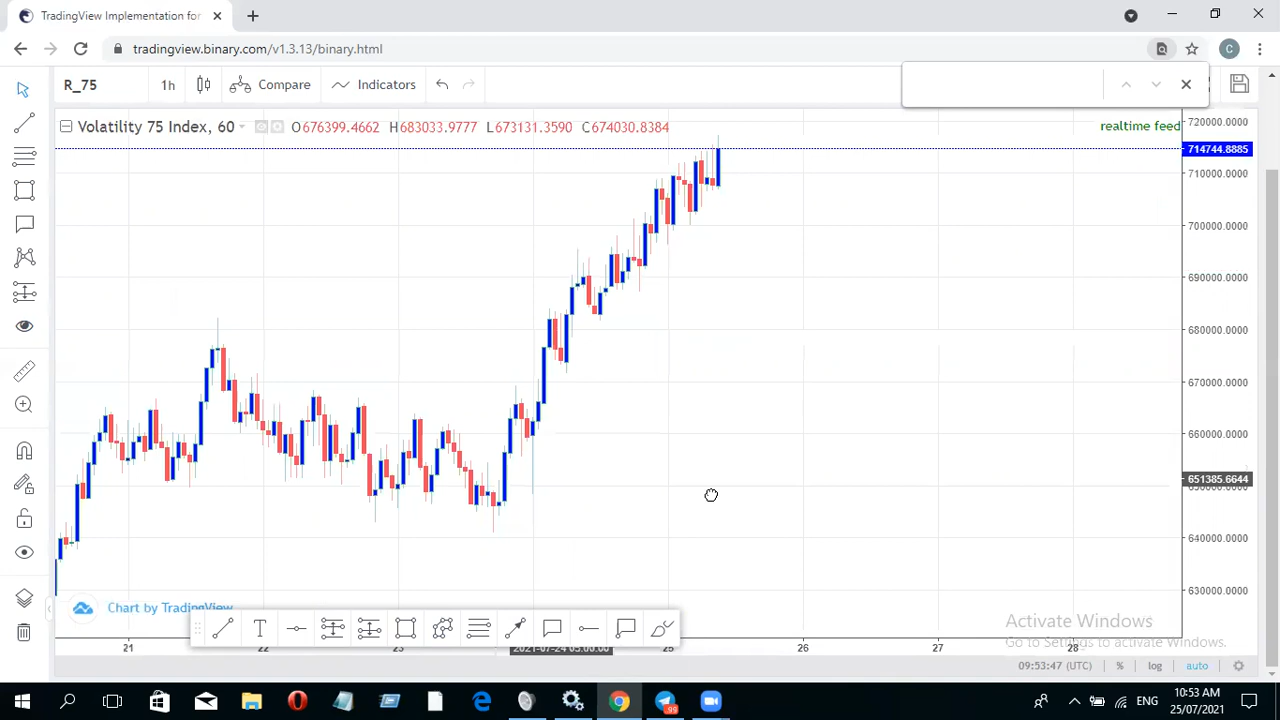 TradingView Implementation for
tradingview.binary.com/v1.3.13/binary.html
C
R_75
1h
Compare
Indicators
Volatility 75 Index, 60
O676399.4662 H683033.9777 L673131.3590 C674030.8384
realtime feed
720000.0000
714744.8885
710000.0000
700000.0000
690000.0000
680000.0000
670000.0000
660000.0000
651385.6644
640000.0000
630000.0000
Chart by TradingView
T
Activate Windows
Go to Settings to activate Windows.
21
22
23
2021-07-24 03:00:00
25
26
27
28
09:53:47 (UTC)
%
log
auto
99
ENG
10:53 AM
25/07/2021